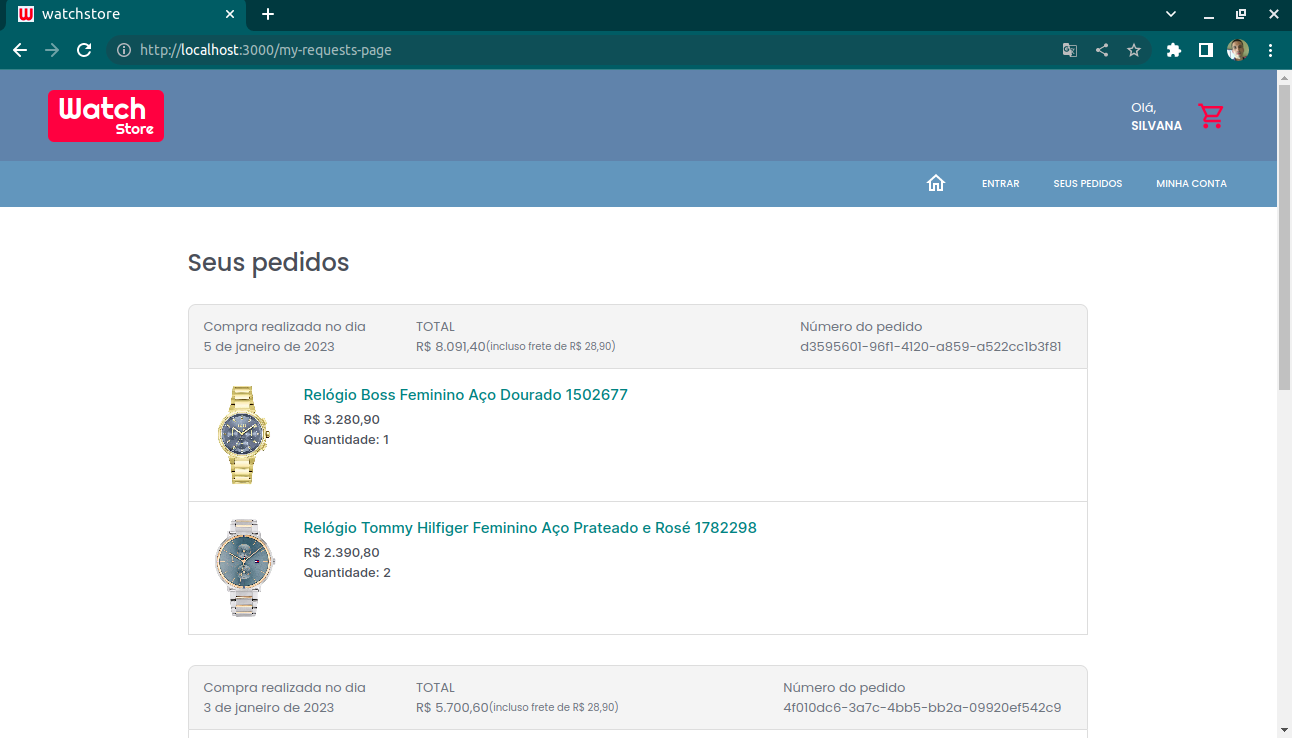 watchstore
http://localhost:3000/my-requests-page
Watch
Store
Olá,
SILVANA
ENTRAR
SEUS PEDIDOS
MINHA CONTA
Seus pedidos
Compra realizada no dia
5 de janeiro de 2023
TOTAL
R$ 8.091,40(incluso frete de R$ 28,90)
Número do pedido
d3595601-96f1-4120-a859-a522cc1b3f81
Relógio Boss Feminino Aço Dourado 1502677
R$ 3.280,90
Quantidade: 1
Relógio Tommy Hilfiger Feminino Aço Prateado e Rosé 1782298
R$ 2.390,80
Quantidade: 2
Compra realizada no dia
3 de janeiro de 2023
TOTAL
R$ 5.700,60(incluso frete de R$ 28,90)
Número do pedido
4f010dc6-3a7c-4bb5-bb2a-09920ef542c9